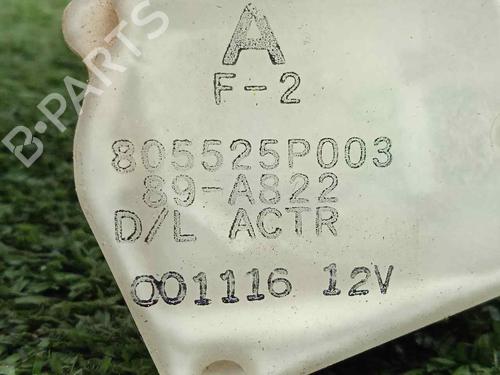 A
F-2
805525P003
89-A822
D/L ACTR
001116 12V
B-PARTS